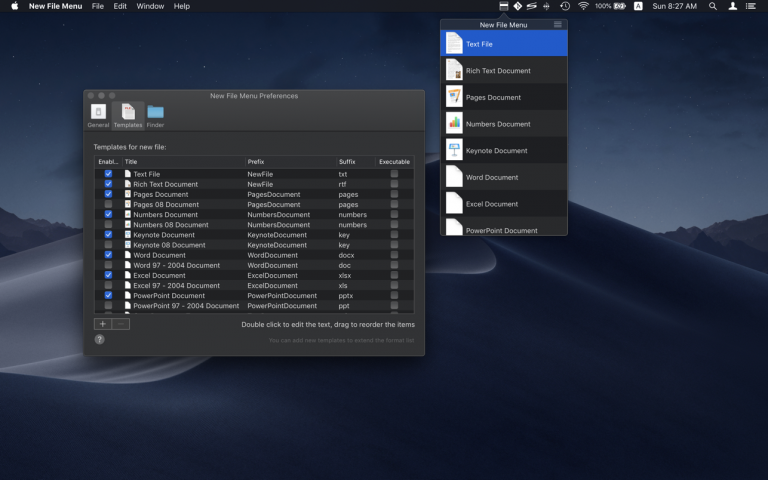 New File Menu File Edit Window Help 100% A Sun 8:27 AM
New File Menu
Text File
Rich Text Document
Pages Document
Numbers Document
Keynote Document
Word Document
Excel Document
PowerPoint Document
New File Menu Preferences
General Templates Finder
Templates for new file:
Enabl... Title Prefix Suffix Executable
Text File NewFile txt
Rich Text Document NewFile rtf
Pages Document PagesDocument pages
Pages 08 Document PagesDocument pages
Numbers Document NumbersDocument numbers
Numbers 08 Document NumbersDocument numbers
Keynote Document KeynoteDocument key
Keynote 08 Document KeynoteDocument key
Word Document WordDocument docx
Word 97 - 2004 Document WordDocument doc
Excel Document ExcelDocument xlsx
Excel 97 - 2004 Document ExcelDocument xls
PowerPoint Document PowerPointDocument pptx
PowerPoint 97 - 2004 Document PowerPointDocument ppt
+ −
Double click to edit the text, drag to reorder the items
? You can add new templates to extend the format list